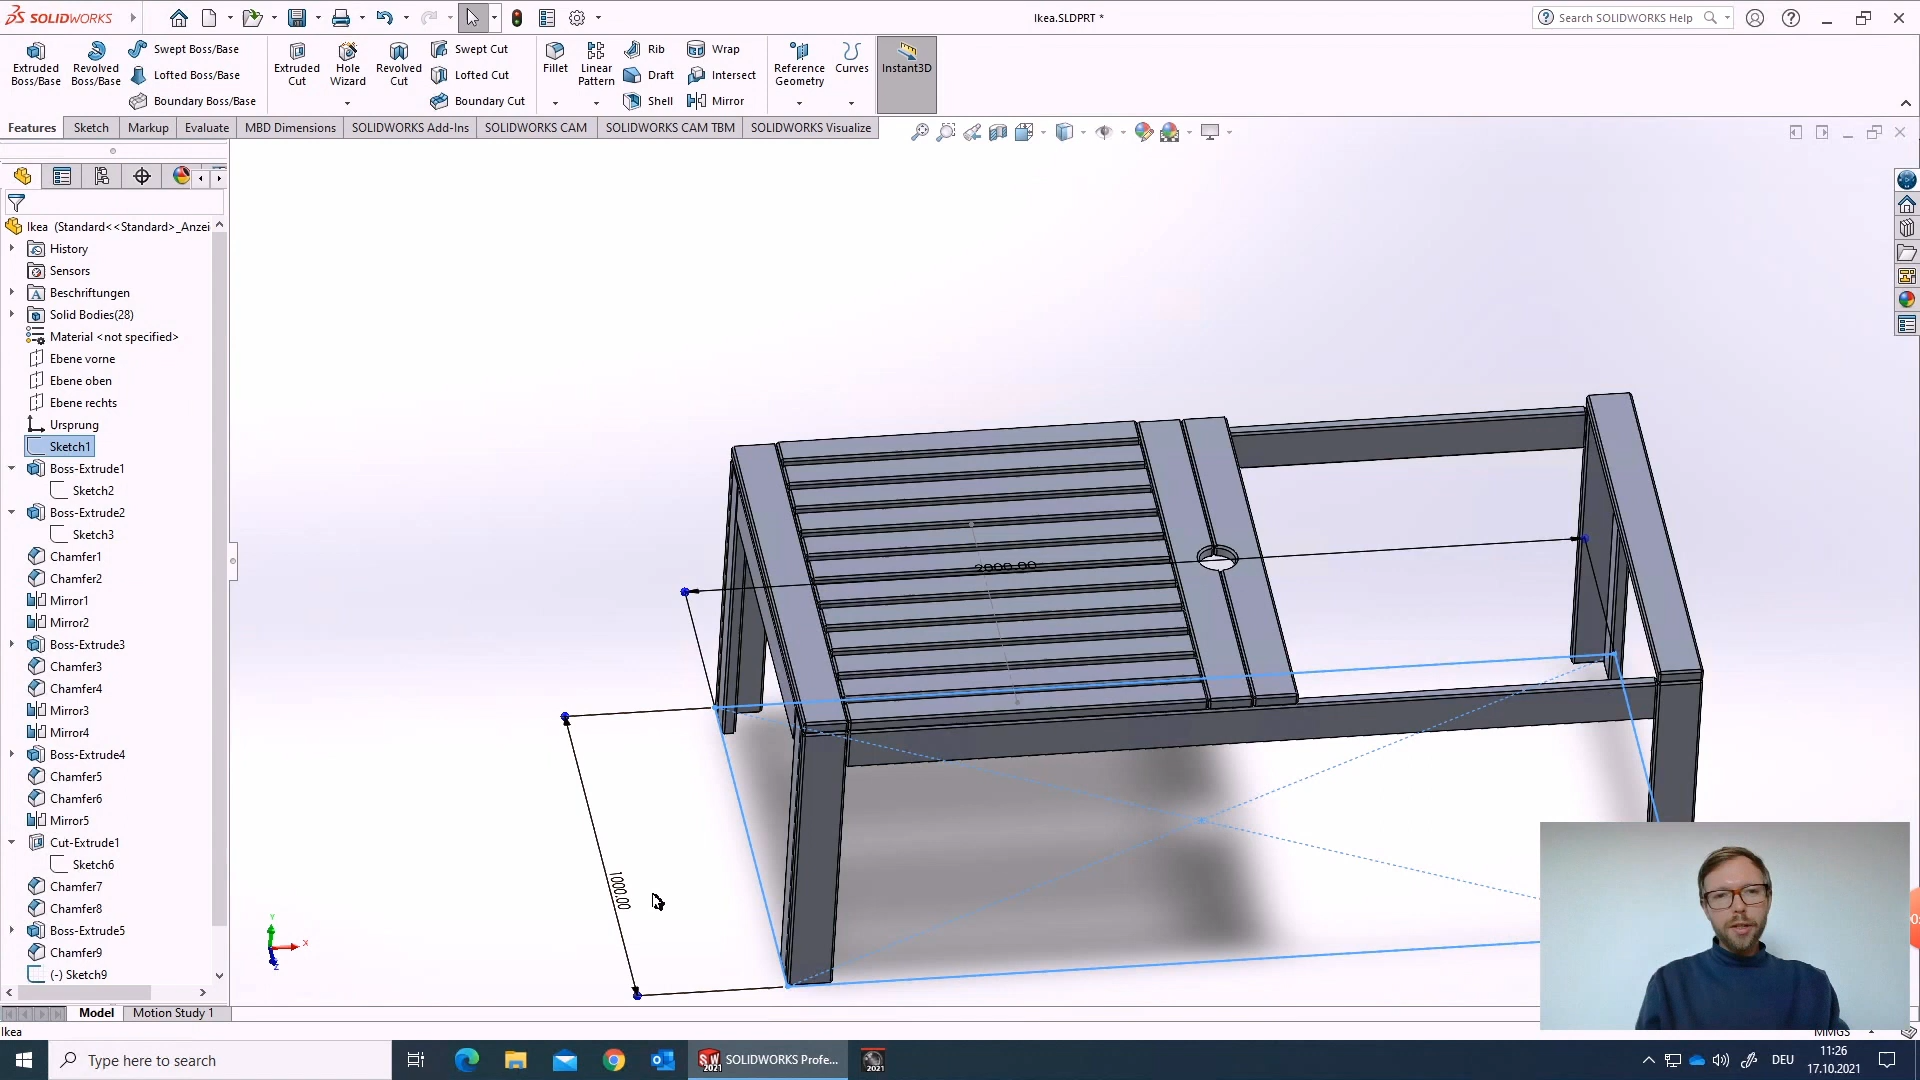 SOLIDWORKS
Ikea.SLDPRT *
Search SOLIDWORKS Help
Extruded Boss/Base
Revolved Boss/Base
Swept Boss/Base
Lofted Boss/Base
Boundary Boss/Base
Extruded Cut
Hole Wizard
Revolved Cut
Swept Cut
Lofted Cut
Boundary Cut
Fillet
Linear Pattern
Rib
Draft
Shell
Wrap
Intersect
Mirror
Reference Geometry
Curves
Instant3D
Features
Sketch
Markup
Evaluate
MBD Dimensions
SOLIDWORKS Add-Ins
SOLIDWORKS CAM
SOLIDWORKS CAM TBM
SOLIDWORKS Visualize
Ikea (Standard<<Standard>_Anzei
History
Sensors
Beschriftungen
Solid Bodies(28)
Material <not specified>
Ebene vorne
Ebene oben
Ebene rechts
Ursprung
Sketch1
Boss-Extrude1
Sketch2
Boss-Extrude2
Sketch3
Chamfer1
Chamfer2
Mirror1
Mirror2
Boss-Extrude3
Chamfer3
Chamfer4
Mirror3
Mirror4
Boss-Extrude4
Chamfer5
Chamfer6
Mirror5
Cut-Extrude1
Sketch6
Chamfer7
Chamfer8
Boss-Extrude5
Chamfer9
(-) Sketch9
2000.00
1000.00
Y
X
Z
Model
Motion Study 1
Ikea
MMGS
Type here to search
SOLIDWORKS Profe...
DEU
11:26
17.10.2021